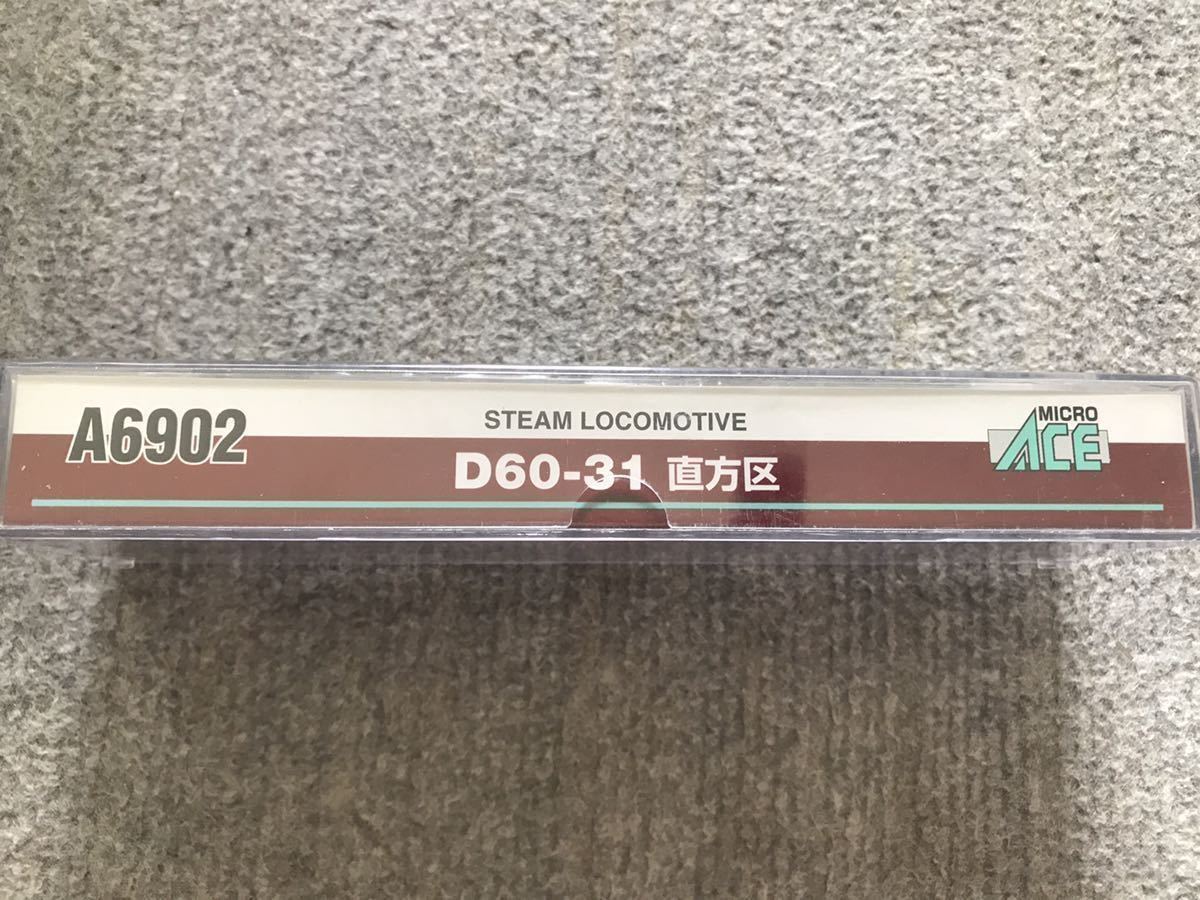 A6902
STEAM LOCOMOTIVE
D60-31 直方区
MICRO
ACE